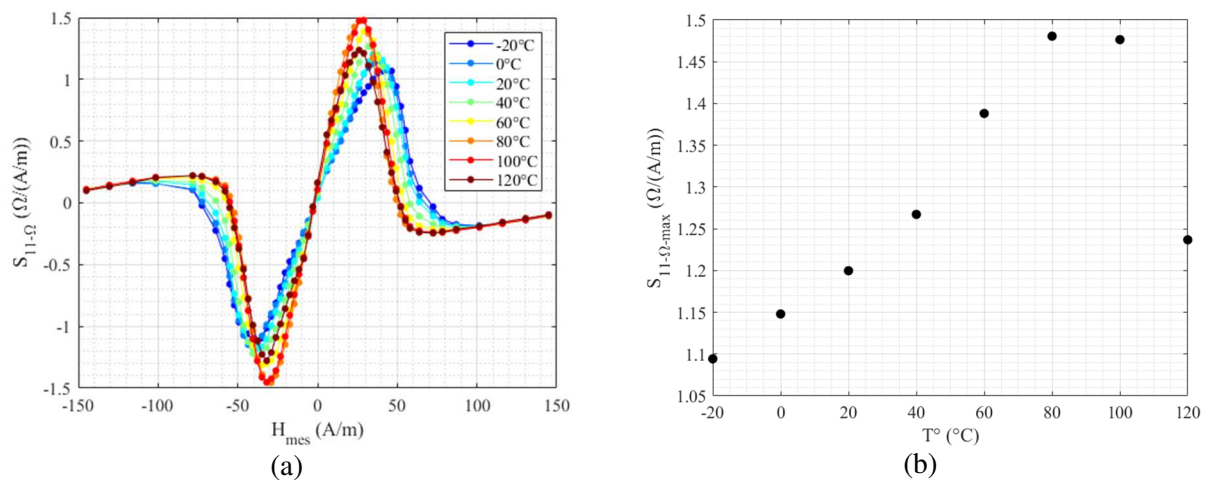 1.5
1
0.5
0
-0.5
-1
-1.5
-150
-100
-50
0
50
100
150
S11-Ω (Ω/(A/m))
Hmes (A/m)
-20°C
0°C
20°C
40°C
60°C
80°C
100°C
120°C
(a)
1.5
1.45
1.4
1.35
1.3
1.25
1.2
1.15
1.1
1.05
-20
0
20
40
60
80
100
120
S11-Ω-max (Ω/(A/m))
T° (°C)
(b)